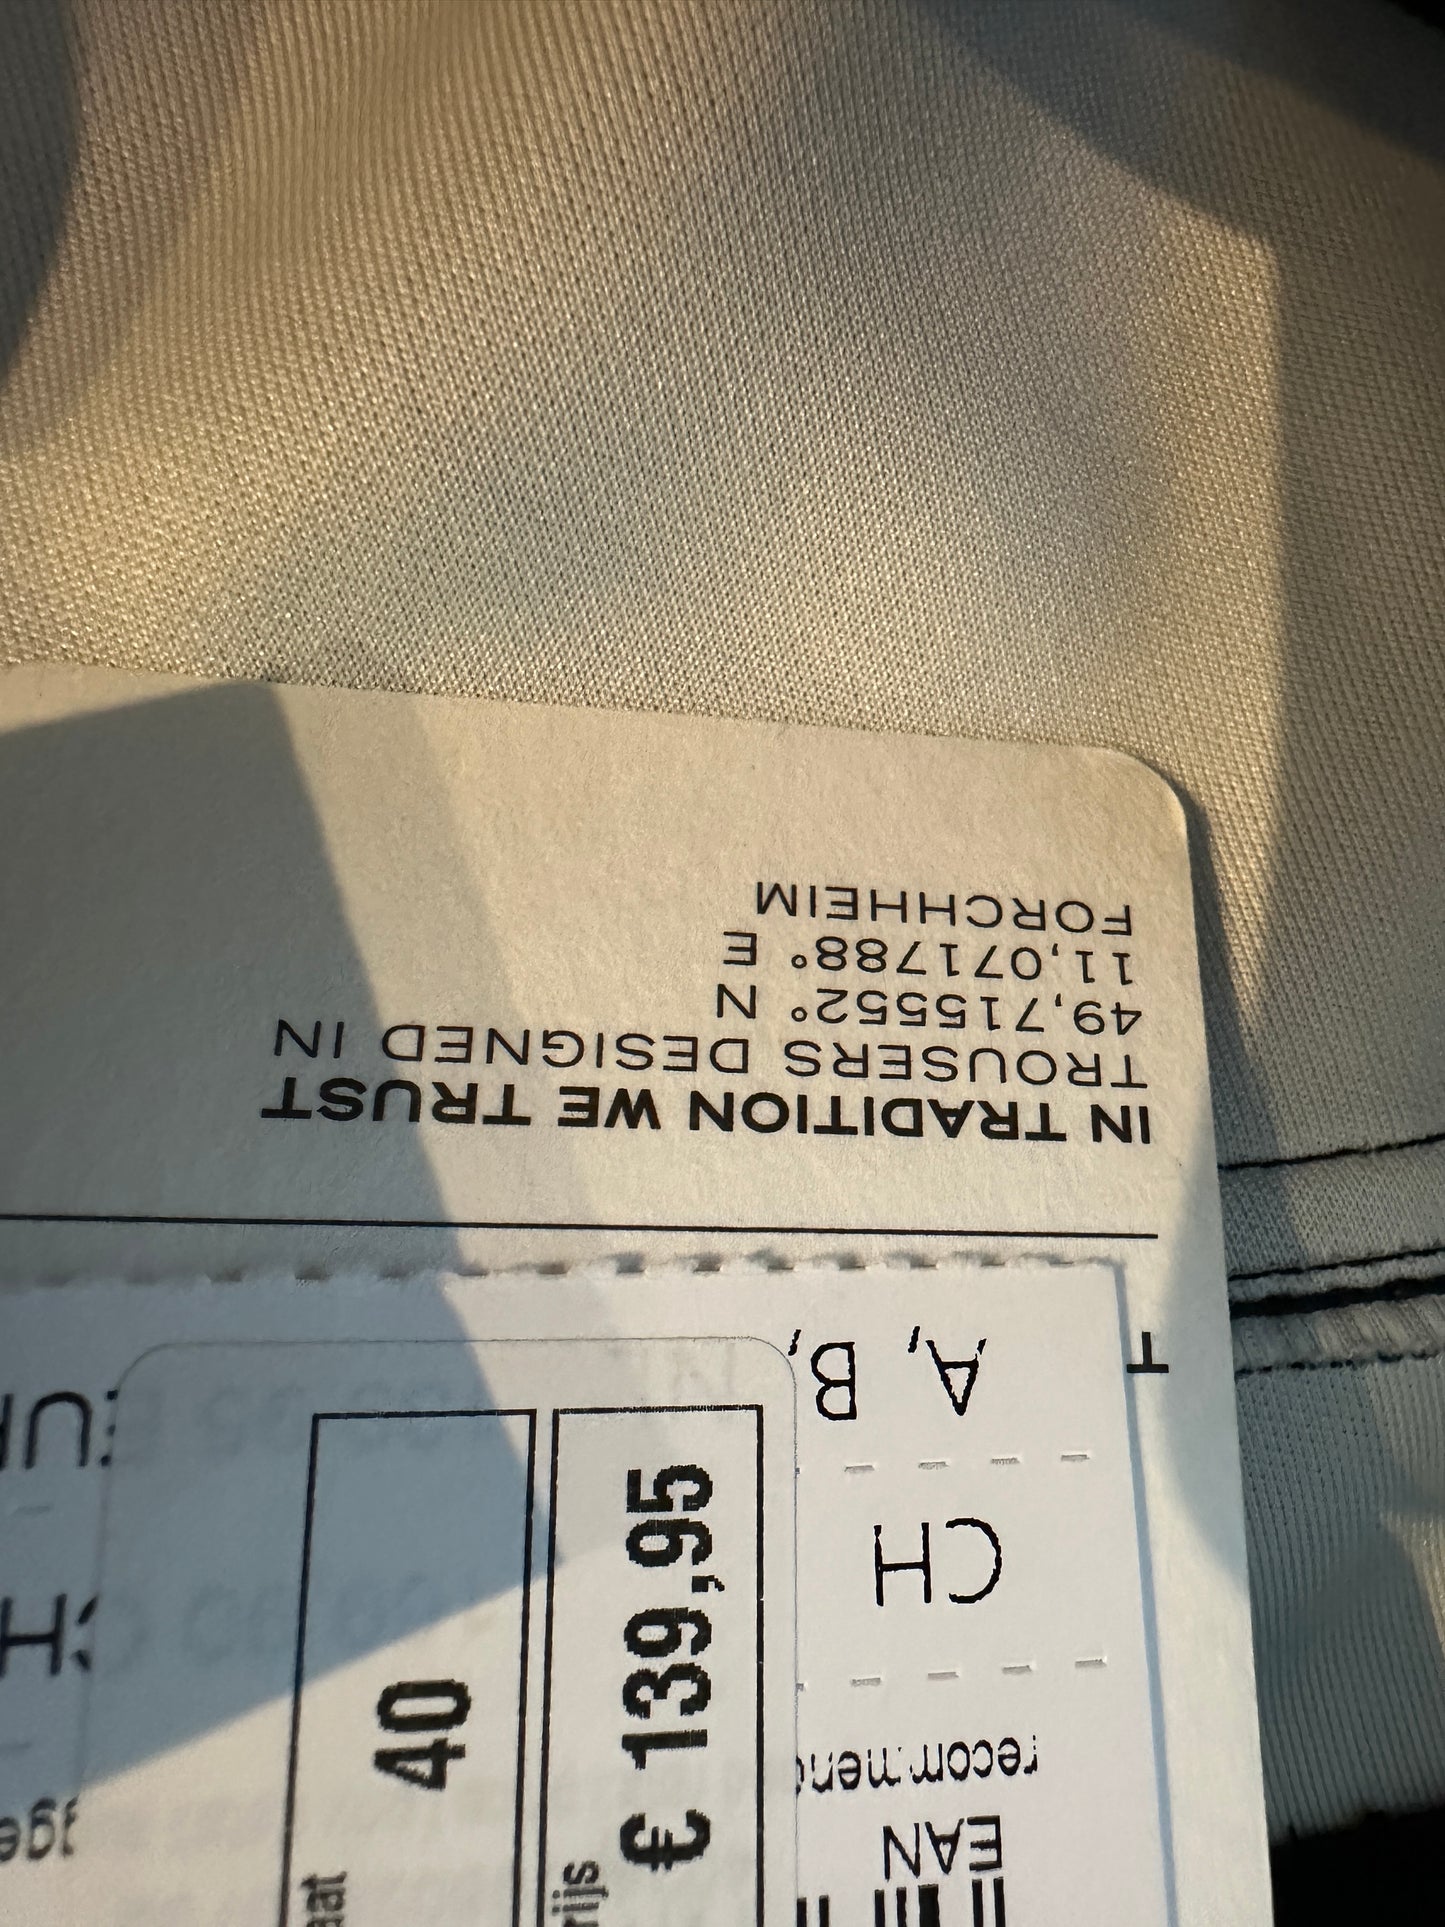 IN TRADITION WE TRUST
TROUSERS DESIGNED IN
49,715552° N
11,071788° E
FORCHHEIM
EAN
CH
A, B,
€ 139,95
40